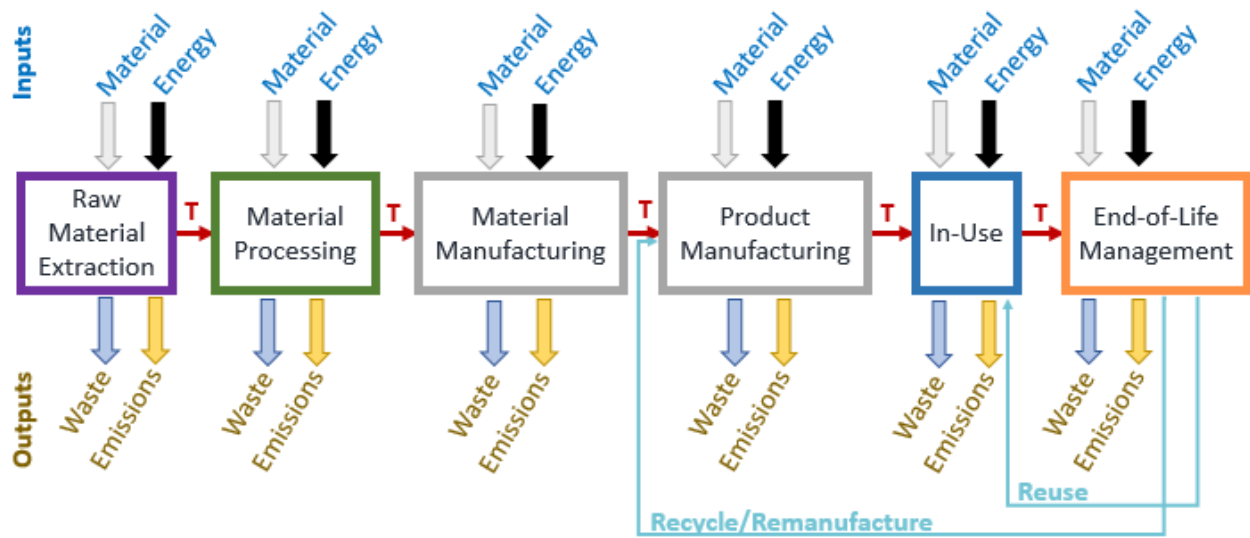 Inputs
Material Energy
Material Energy
Material Energy
Material Energy
Material Energy
Material Energy
Raw
Material
Extraction
T
Material
Processing
T
Material
Manufacturing
T
Product
Manufacturing
T
In-Use
T
End-of-Life
Management
Outputs
Waste Emissions
Waste Emissions
Waste Emissions
Waste Emissions
Waste Emissions
Waste Emissions
Reuse
Recycle/Remanufacture